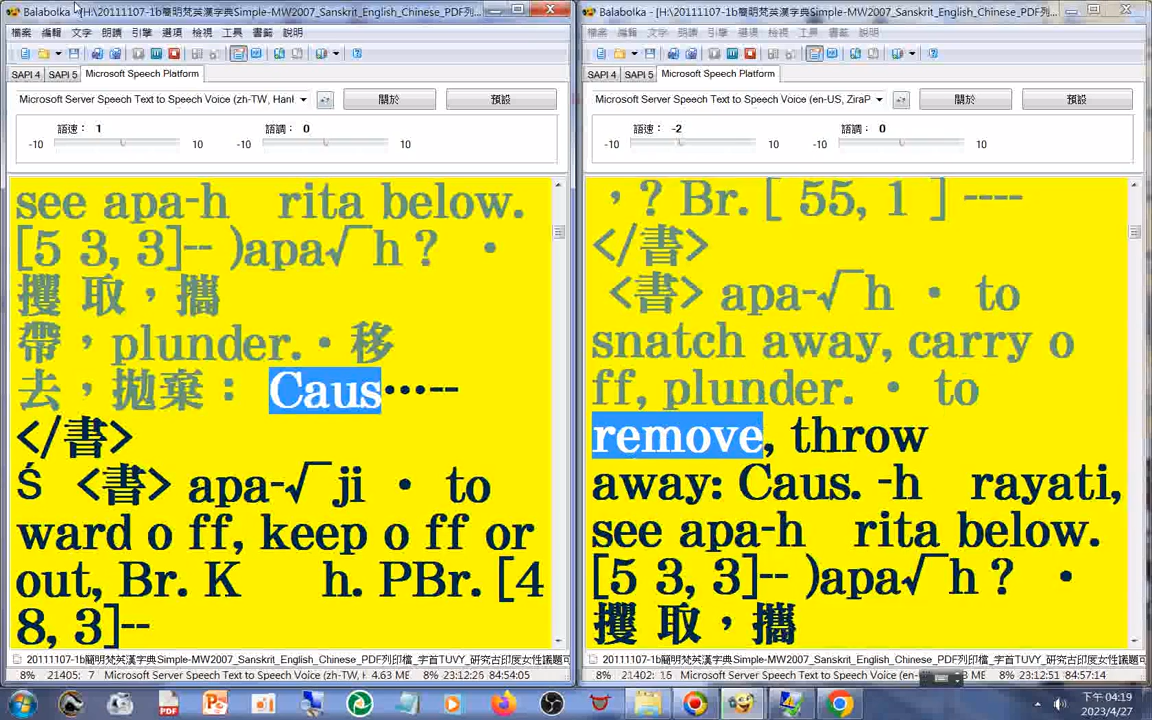 Balabolka - [H:\20111107-1b簡明梵英漢字典Simple-MW2007_Sanskrit_English_Chinese_PDF列...
檔案 編輯 文字 朗讀 引擎 選項 檢視 工具 書籤 說明
SAPI 4 SAPI 5 Microsoft Speech Platform
Microsoft Server Speech Text to Speech Voice (zh-TW, Han 關於 預設
語速： 1 語調： 0
-10 10 -10 10
see apa-h rita below.
[5 3, 3]-- )apa√ h ? •
攫 取，攜
帶，plunder. • 移
去，拋棄： Caus…--
</書>
Ś <書> apa-√ ji • to
ward o ff, keep o ff or
out, Br. K h. PBr. [4
8, 3]--
20111107-1b簡明梵英漢字典Simple-MW2007_Sanskrit_English_Chinese_PDF列印檔_字首TUVY_研究古印度女性議題可
8% 21405: 7 Microsoft Server Speech Text to Speech Voice (zh-TW, H 4.63 ME 8% 23:12:26 84:54:05
Balabolka - [H:\20111107-1b簡明梵英漢字典Simple-MW2007_Sanskrit_English_Chinese_PDF列印...
檔案 編輯 文字 朗讀 引擎 選項 檢視 工具 書籤 說明
SAPI 4 SAPI 5 Microsoft Speech Platform
Microsoft Server Speech Text to Speech Voice (en-US, ZiraP 關於 預設
語速： -2 語調： 0
-10 10 -10 10
，? Br. [ 55, 1 ] ----
</書>
<書> apa-√ h • to
snatch away, carry o
ff, plunder. • to
remove, throw
away: Caus. -h rayati,
see apa-h rita below.
[5 3, 3]-- )apa√ h ? •
攫 取，攜
20111107-1b簡明梵英漢字典Simple-MW2007_Sanskrit_English_Chinese_PDF列印檔_字首TUVY_研究古印度女性議題可
8% 21402: 16 Microsoft Server Speech Text to Speech Voice (en-US, Z 4.63 ME 8% 23:12:51 84:57:14
下午 04:19
2023/4/27